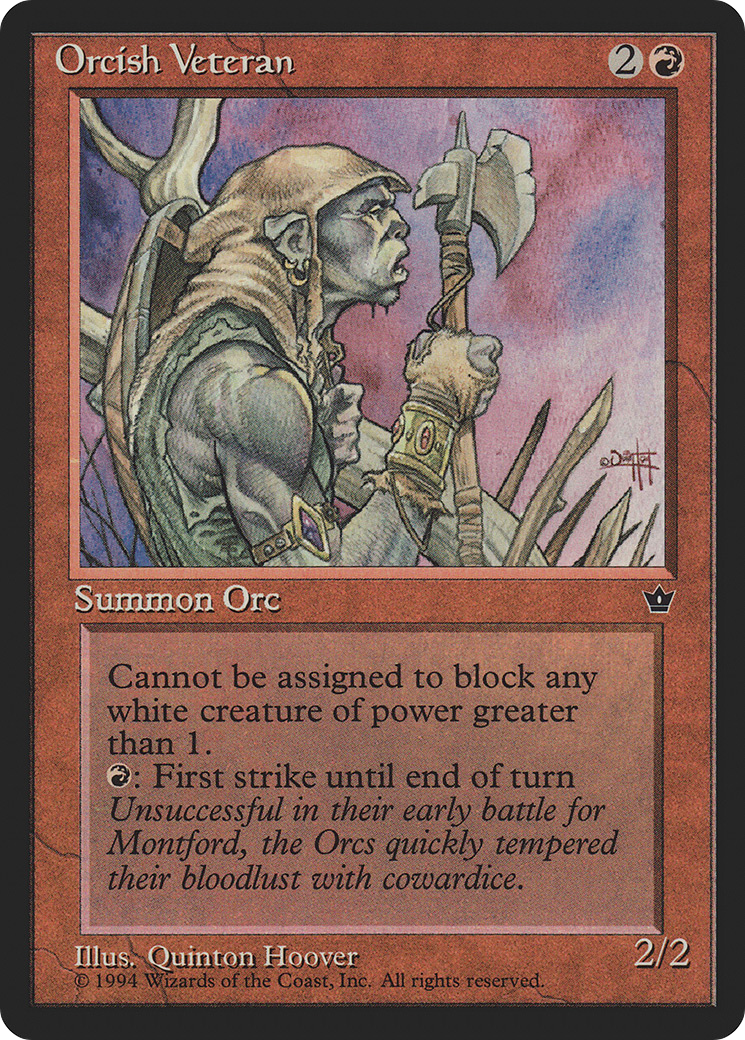 Orcish Veteran 2
Summon Orc
Cannot be assigned to block any
white creature of power greater
than 1.
: First strike until end of turn
Unsuccessful in their early battle for
Montford, the Orcs quickly tempered
their bloodlust with cowardice.
Illus. Quinton Hoover
2/2
© 1994 Wizards of the Coast, Inc. All rights reserved.